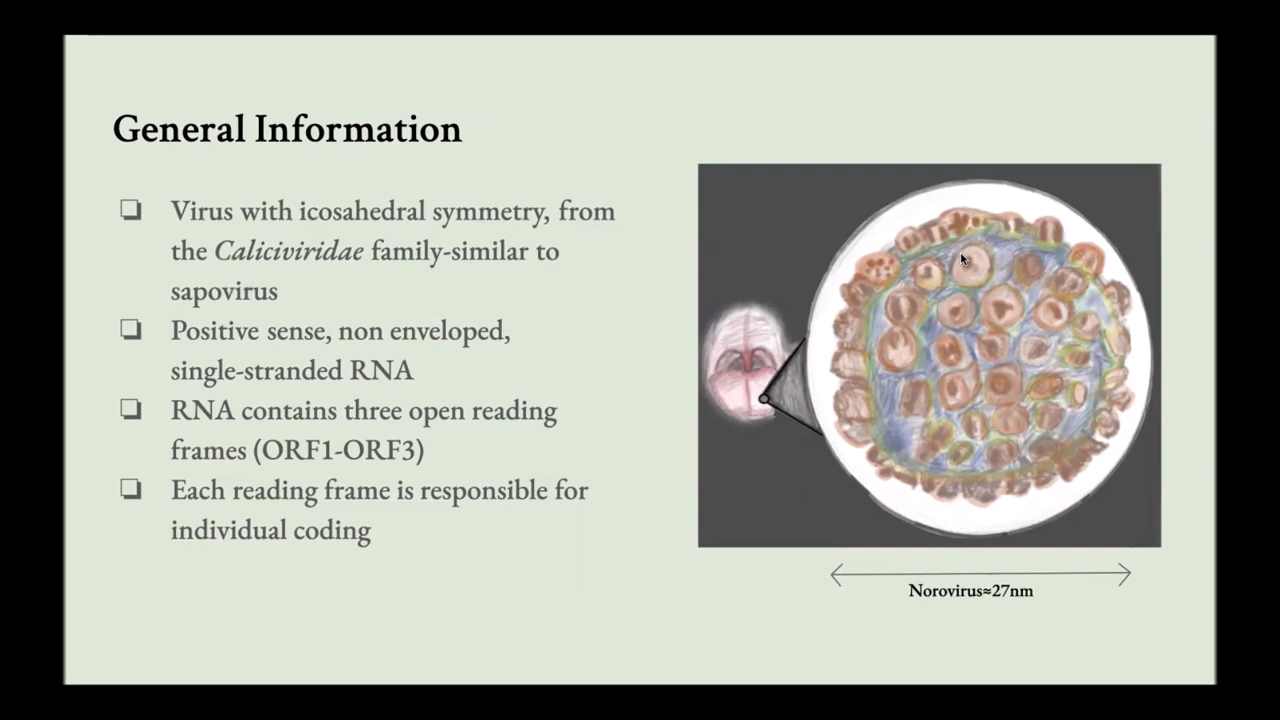 General Information
❏ Virus with icosahedral symmetry, from
the Caliciviridae family-similar to
sapovirus
❏ Positive sense, non enveloped,
single-stranded RNA
❏ RNA contains three open reading
frames (ORF1-ORF3)
❏ Each reading frame is responsible for
individual coding
Norovirus≈27nm